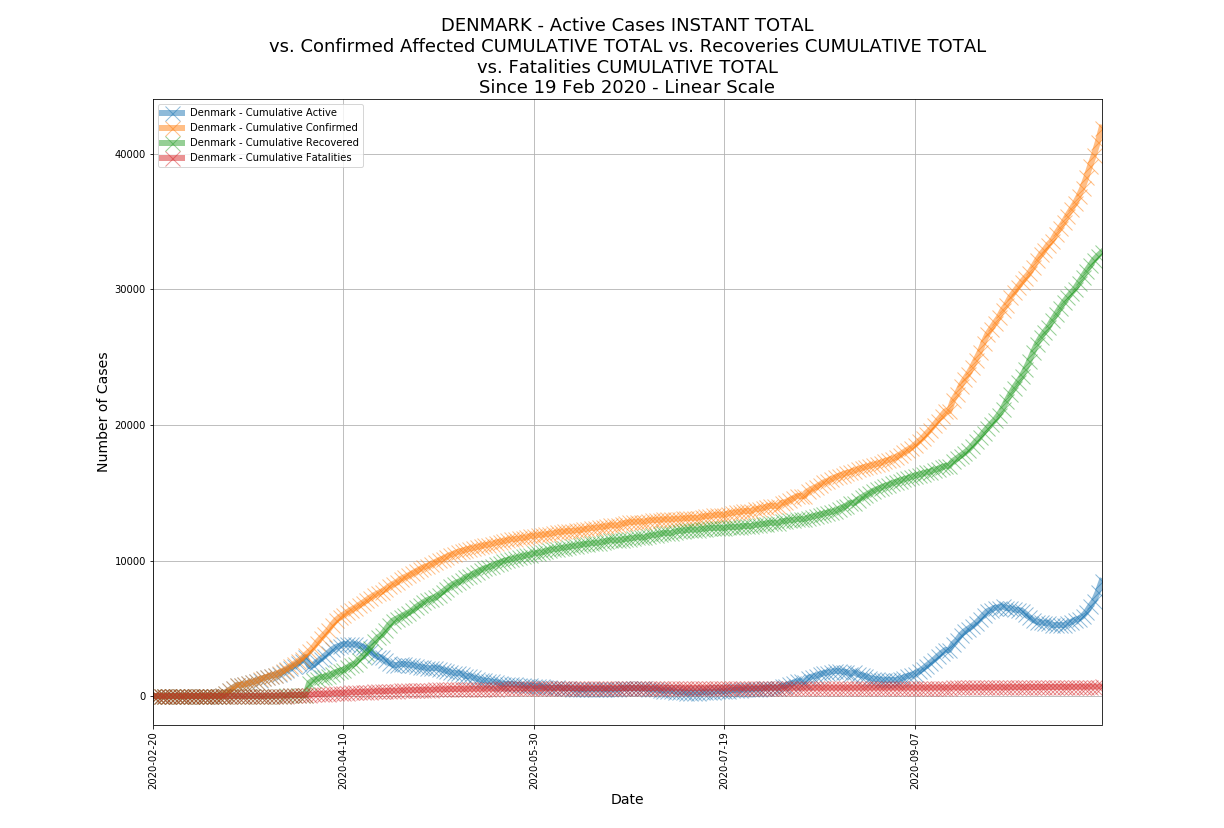 DENMARK - Active Cases INSTANT TOTAL
vs. Confirmed Affected CUMULATIVE TOTAL vs. Recoveries CUMULATIVE TOTAL
vs. Fatalities CUMULATIVE TOTAL
Since 19 Feb 2020 - Linear Scale
Denmark - Cumulative Active
Denmark - Cumulative Confirmed
Denmark - Cumulative Recovered
Denmark - Cumulative Fatalities
40000
30000
20000
10000
0
Number of Cases
2020-02-20
2020-04-10
2020-05-30
2020-07-19
2020-09-07
Date